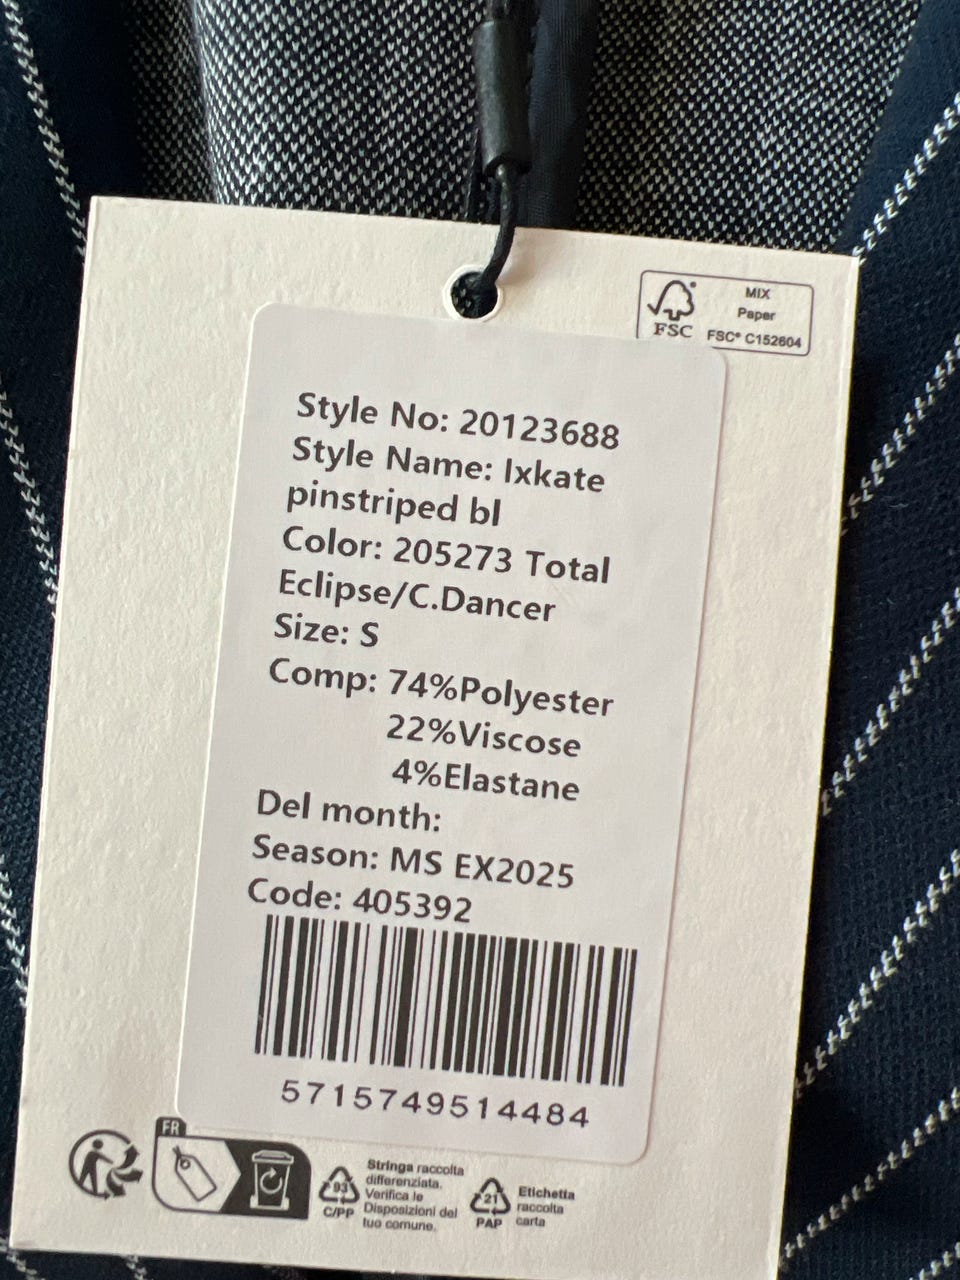 MIX
Paper
FSC
FSC® C152604
Style No: 20123688
Style Name: Ixkate
pinstriped bl
Color: 205273 Total
Eclipse/C.Dancer
Size: S
Comp: 74%Polyester
22%Viscose
4%Elastane
Del month:
Season: MS EX2025
Code: 405392
5715749514484
FR
93
C/PP
Stringa raccolta
differenziata.
Verifica le
Disposizioni del
tuo comune.
21
PAP
Etichetta
raccolta
carta